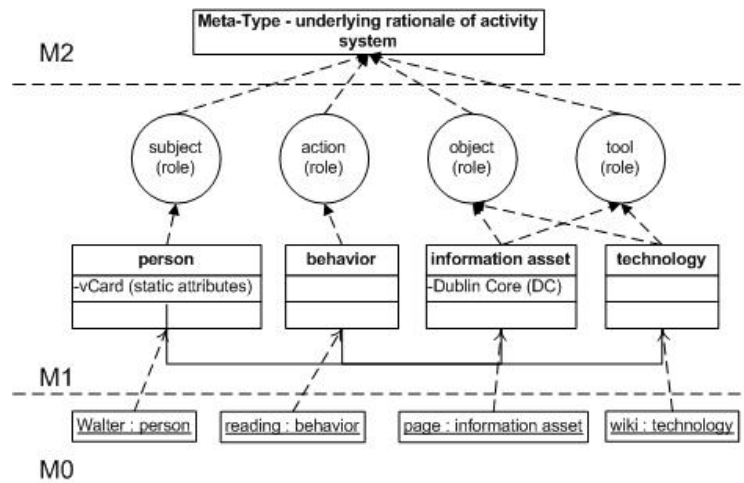 Meta-Type - underlying rationale of activity
system
M2
subject
(role)
action
(role)
object
(role)
tool
(role)
person
-vCard (static attributes)
behavior
information asset
-Dublin Core (DC)
technology
M1
Walter : person
reading : behavior
page : information asset
wiki : technology
M0